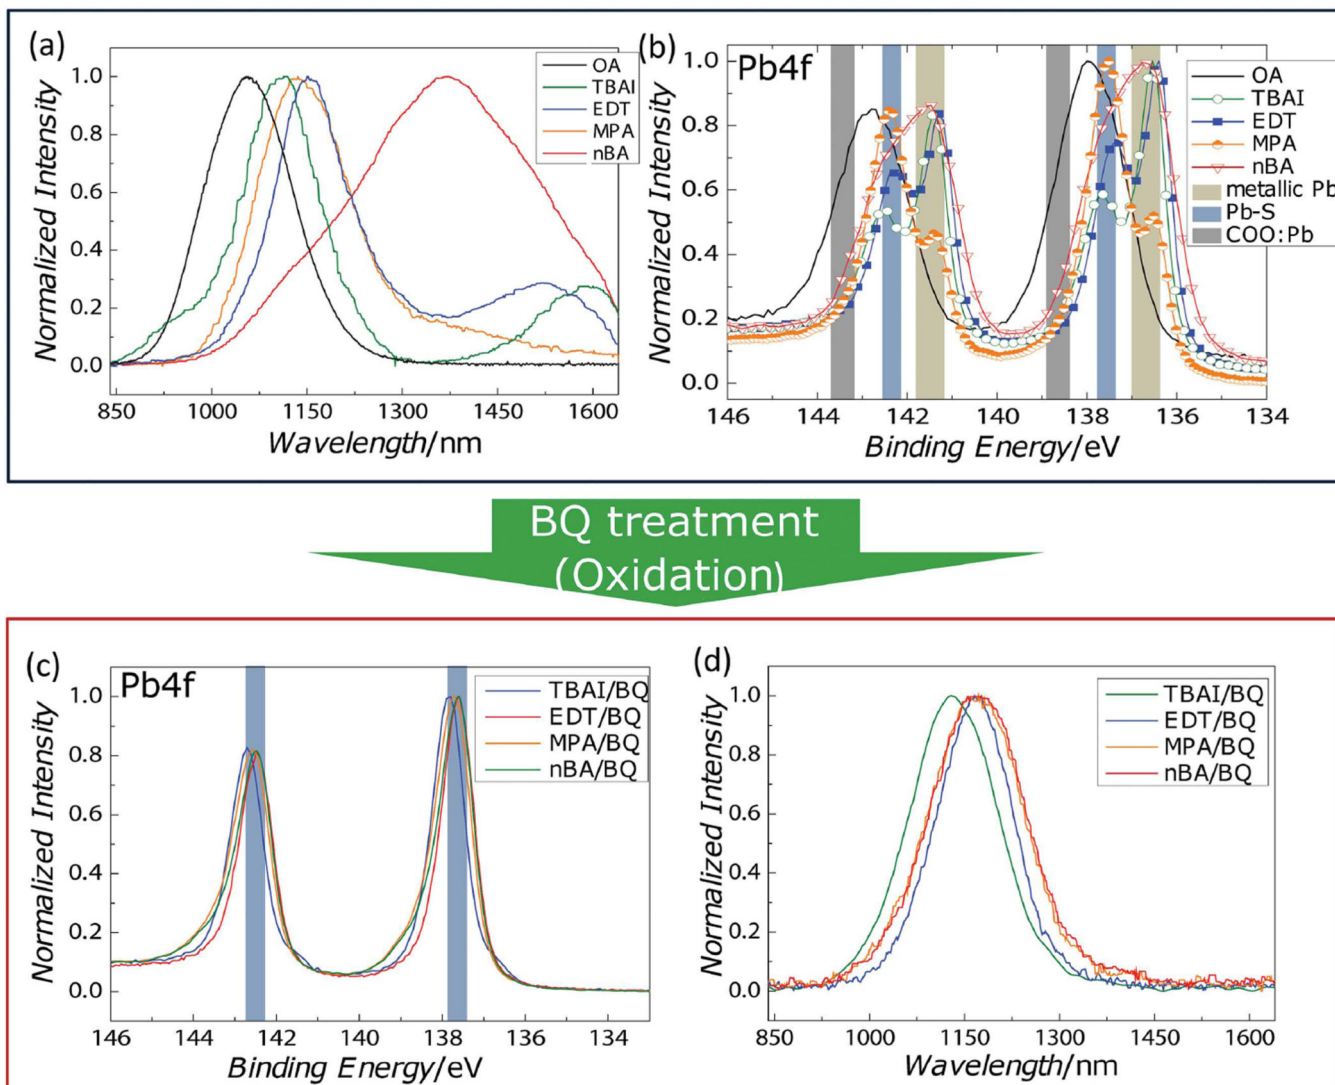 (a)
Normalized Intensity
1.0
0.8
0.6
0.4
0.2
0.0
850 1000 1150 1300 1450 1600
Wavelength/nm
OA
TBAI
EDT
MPA
nBA
(b)
Pb4f
Normalized Intensity
1.0
0.8
0.6
0.4
0.2
0.0
146 144 142 140 138 136 134
Binding Energy/eV
OA
TBAI
EDT
MPA
nBA
metallic Pb
Pb-S
COO:Pb
BQ treatment
(Oxidation)
(c)
Pb4f
Normalized Intensity
1.0
0.8
0.6
0.4
0.2
0.0
146 144 142 140 138 136 134
Binding Energy/eV
TBAI/BQ
EDT/BQ
MPA/BQ
nBA/BQ
(d)
Normalized Intensity
1.0
0.8
0.6
0.4
0.2
0.0
850 1000 1150 1300 1450 1600
Wavelength/nm
TBAI/BQ
EDT/BQ
MPA/BQ
nBA/BQ